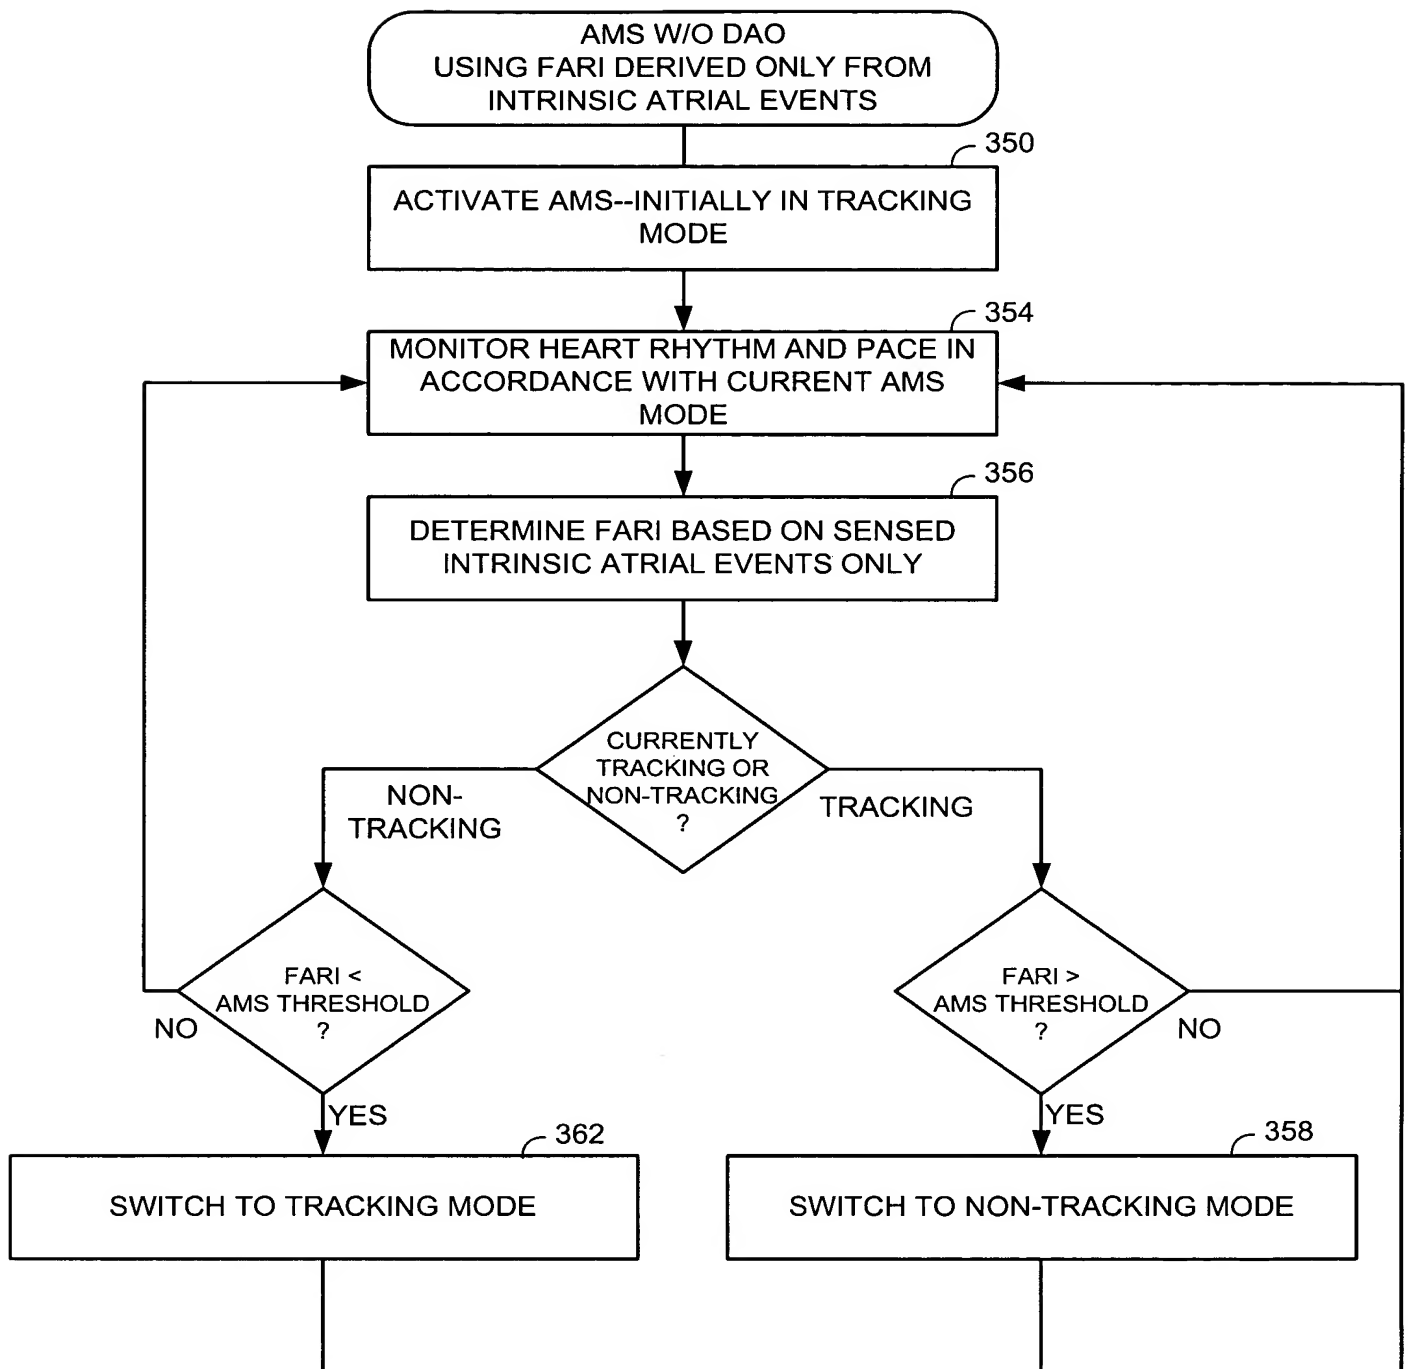 AMS W/O DAO
USING FARI DERIVED ONLY FROM
INTRINSIC ATRIAL EVENTS
350
ACTIVATE AMS--INITIALLY IN TRACKING
MODE
354
MONITOR HEART RHYTHM AND PACE IN
ACCORDANCE WITH CURRENT AMS
MODE
356
DETERMINE FARI BASED ON SENSED
INTRINSIC ATRIAL EVENTS ONLY
CURRENTLY
TRACKING OR
NON-TRACKING
?
NON-
TRACKING
TRACKING
FARI <
AMS THRESHOLD
?
NO
YES
FARI >
AMS THRESHOLD
?
NO
YES
362
SWITCH TO TRACKING MODE
358
SWITCH TO NON-TRACKING MODE